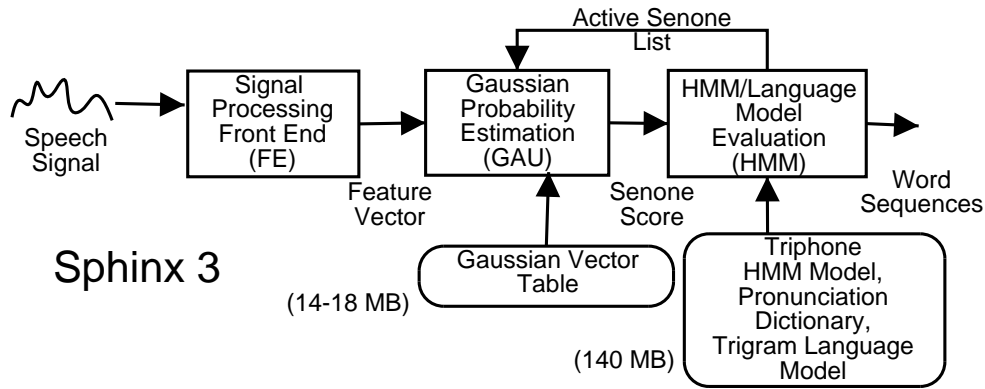 Active Senone
List
Signal
Processing
Front End
(FE)
Gaussian
Probability
Estimation
(GAU)
HMM/Language
Model
Evaluation
(HMM)
Speech
Signal
Feature
Vector
Senone
Score
Word
Sequences
Sphinx 3
Gaussian Vector
Table
(14-18 MB)
Triphone
HMM Model,
Pronunciation
Dictionary,
Trigram Language
Model
(140 MB)